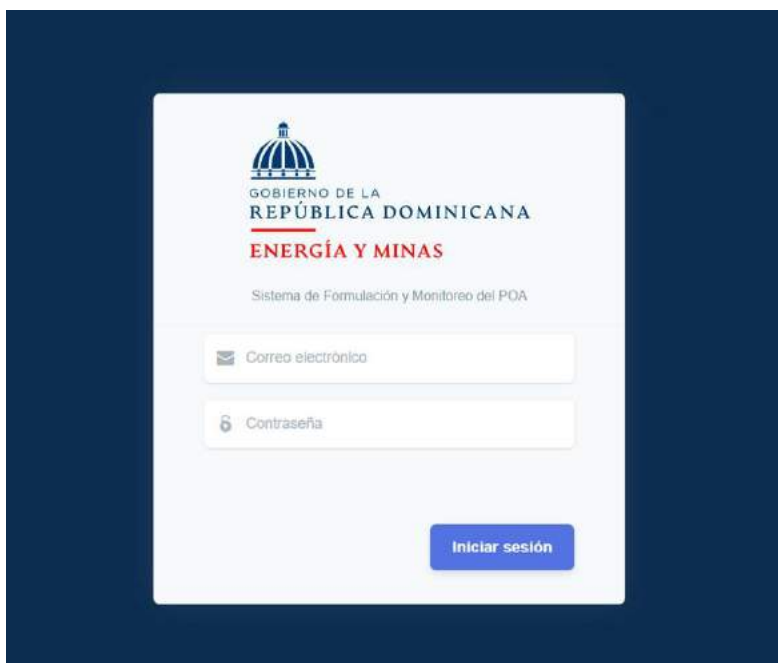 GOBIERNO DE LA
REPÚBLICA DOMINICANA
ENERGÍA Y MINAS
Sistema de Formulación y Monitoreo del POA
Correo electrónico
Contraseña
Iniciar sesión